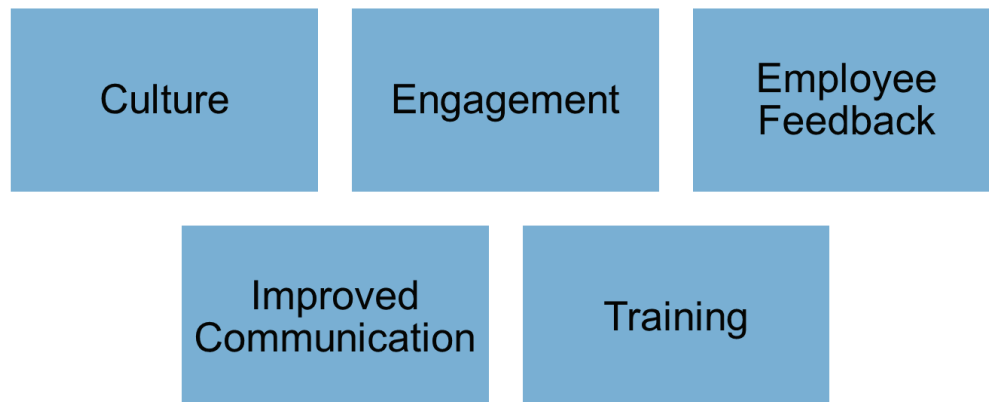 Culture
Engagement
Employee
Feedback
Improved
Communication
Training